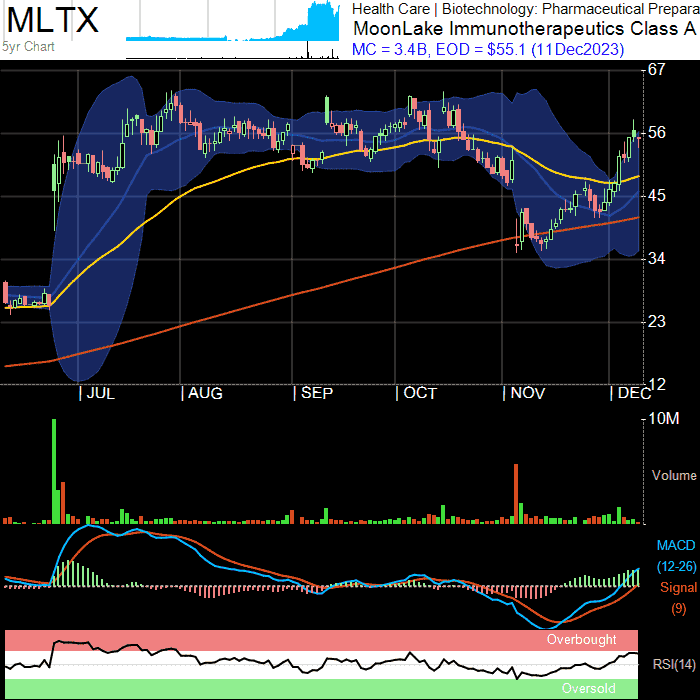 MLTX
5yr Chart
Health Care | Biotechnology: Pharmaceutical Prepara
MoonLake Immunotherapeutics Class A
MC = 3.4B, EOD = $55.1 (11Dec2023)
67
56
45
34
23
12
JUL
AUG
SEP
OCT
NOV
DEC
10M
Volume
MACD
(12-26)
Signal
(9)
Overbought
RSI(14)
Oversold